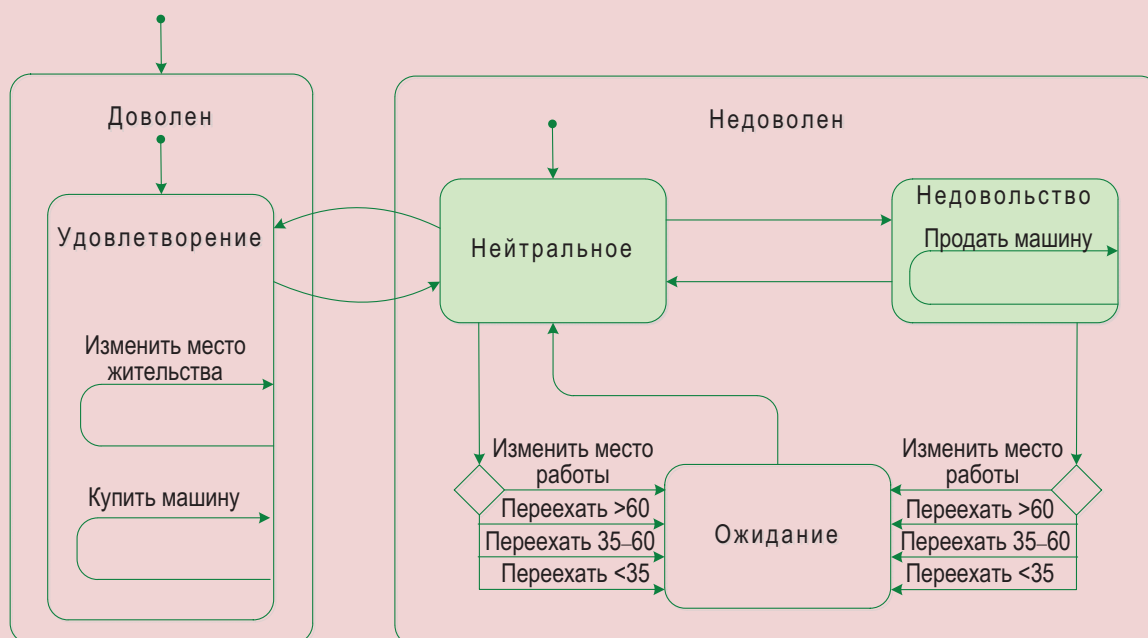 Доволен
Недоволен
Удовлетворение
Изменить место
жительства
Купить машину
Нейтральное
Недовольство
Продать машину
Изменить место
работы
Переехать >60
Переехать 35–60
Переехать <35
Ожидание
Изменить место
работы
Переехать >60
Переехать 35–60
Переехать <35